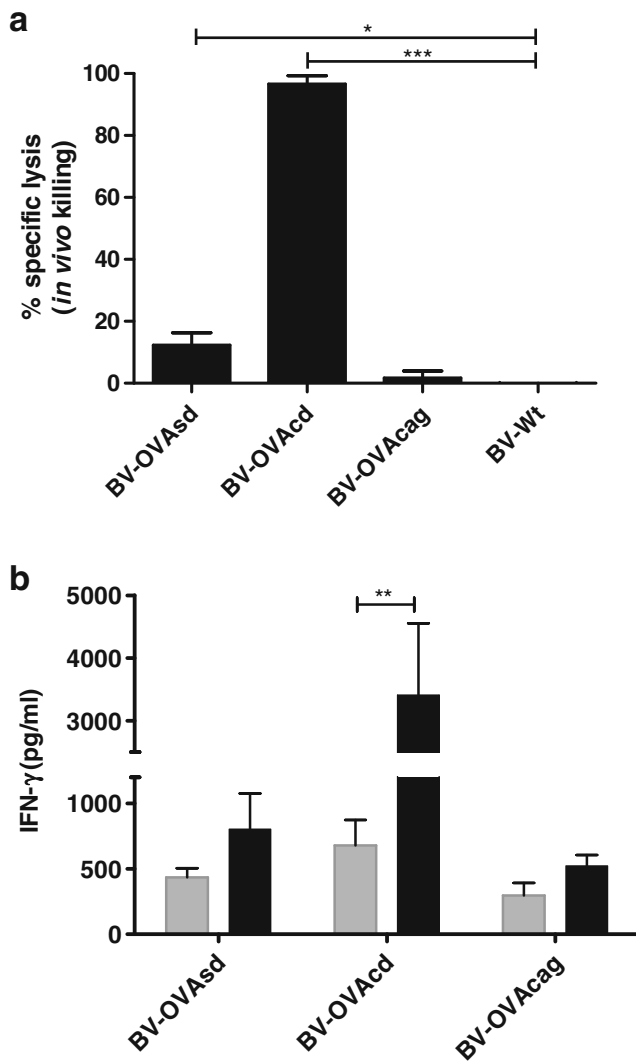 a
*
***
100
80
60
40
20
0
% specific lysis
(in vivo killing)
BV-OVAsd
BV-OVAcd
BV-OVAcag
BV-Wt
b
**
5000
4000
3000
1000
500
0
IFN-γ(pg/ml)
BV-OVAsd
BV-OVAcd
BV-OVAcag